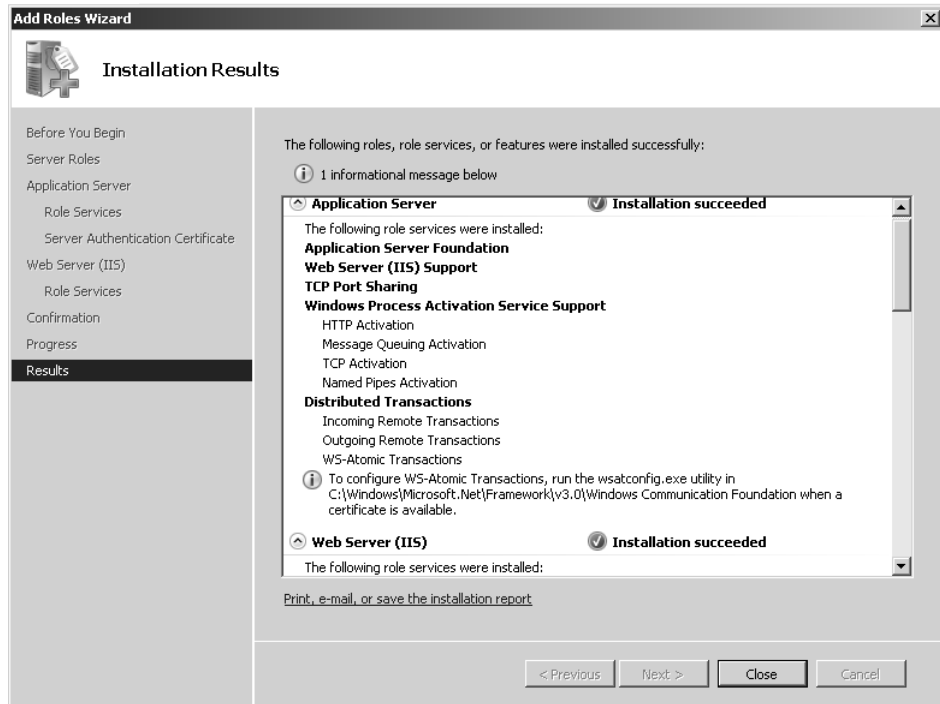 Add Roles Wizard
Installation Results
Before You Begin
Server Roles
Application Server
Role Services
Server Authentication Certificate
Web Server (IIS)
Role Services
Confirmation
Progress
Results
The following roles, role services, or features were installed successfully:
1 informational message below
Application Server Installation succeeded
The following role services were installed:
Application Server Foundation
Web Server (IIS) Support
TCP Port Sharing
Windows Process Activation Service Support
HTTP Activation
Message Queuing Activation
TCP Activation
Named Pipes Activation
Distributed Transactions
Incoming Remote Transactions
Outgoing Remote Transactions
WS-Atomic Transactions
To configure WS-Atomic Transactions, run the wsatconfig.exe utility in
C:\Windows\Microsoft.Net\Framework\v3.0\Windows Communication Foundation when a
certificate is available.
Web Server (IIS) Installation succeeded
The following role services were installed:
Print, e-mail, or save the installation report
< Previous Next > Close Cancel